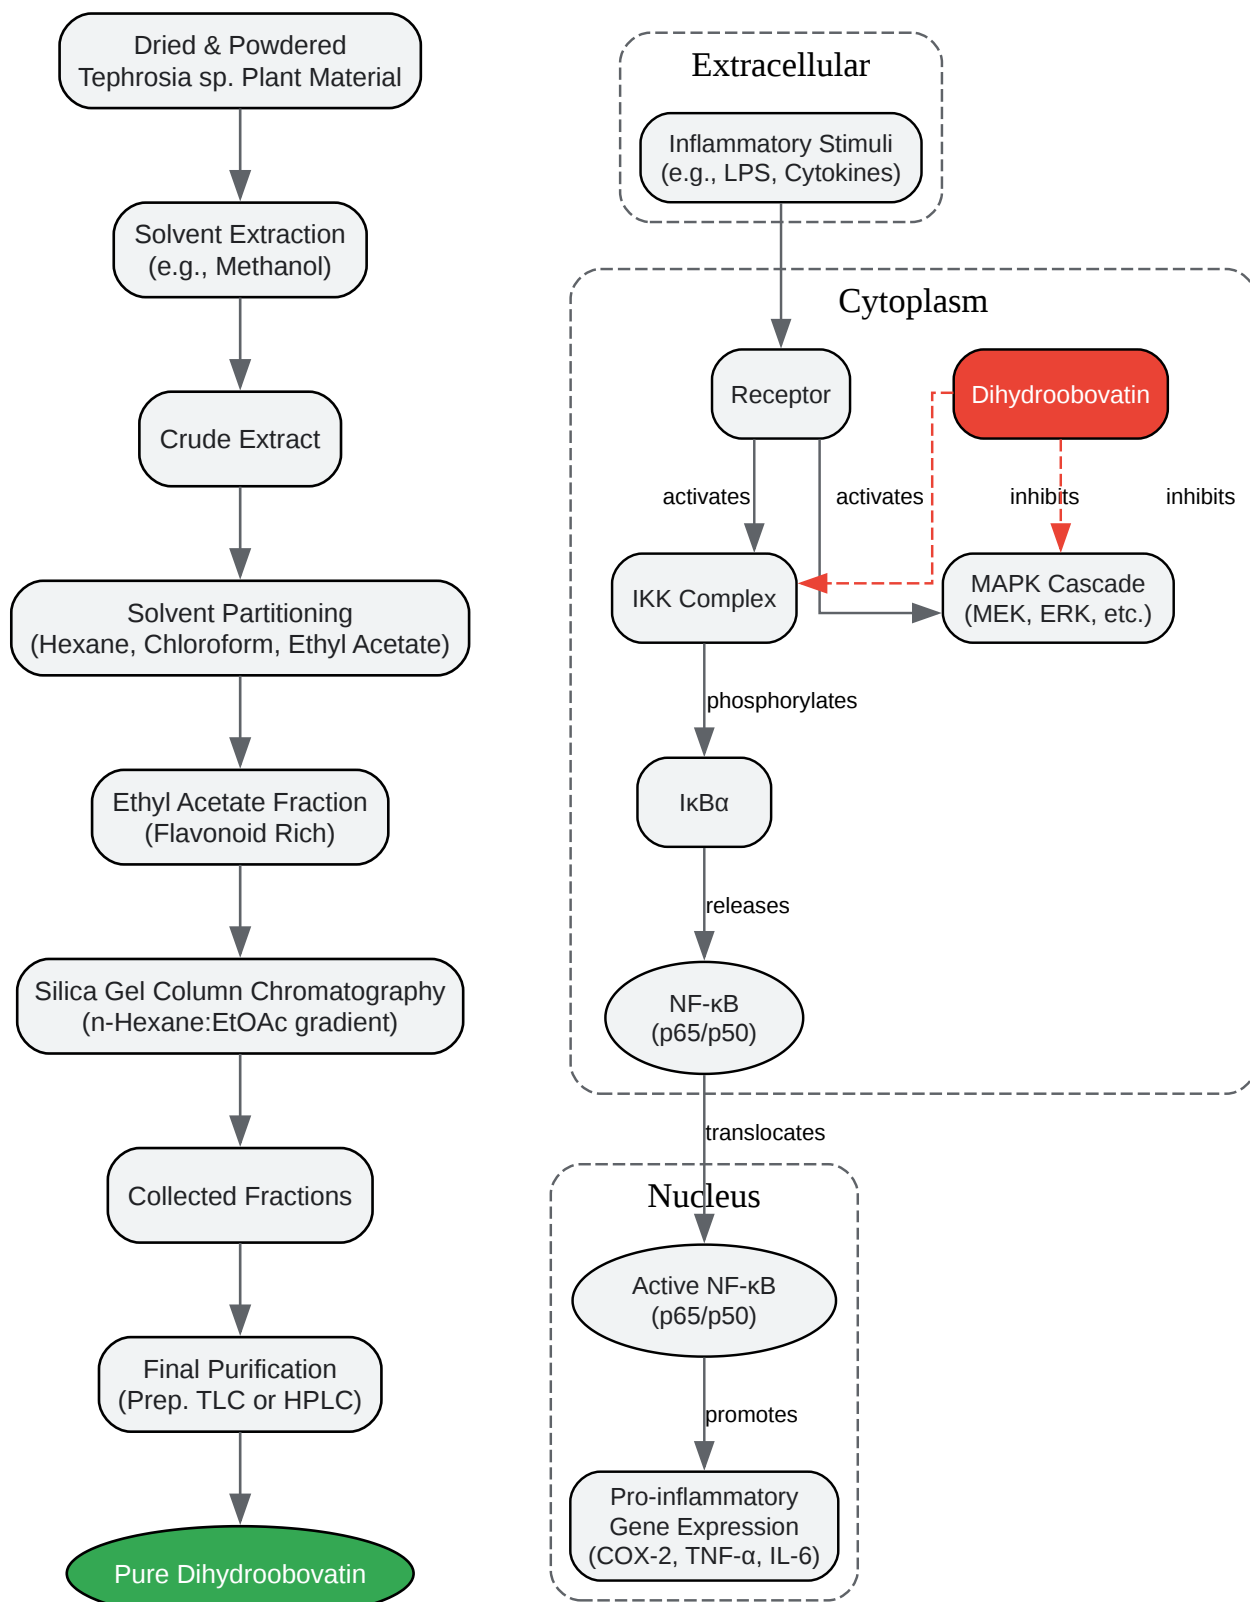 Dried & Powdered
Tephrosia sp. Plant Material
Solvent Extraction
(e.g., Methanol)
Crude Extract
Solvent Partitioning
(Hexane, Chloroform, Ethyl Acetate)
Ethyl Acetate Fraction
(Flavonoid Rich)
Silica Gel Column Chromatography
(n-Hexane:EtOAc gradient)
Collected Fractions
Final Purification
(Prep. TLC or HPLC)
Pure Dihydroobovatin
Extracellular
Inflammatory Stimuli
(e.g., LPS, Cytokines)
Cytoplasm
Receptor
Dihydroobovatin
activates
activates
inhibits
inhibits
IKK Complex
MAPK Cascade
(MEK, ERK, etc.)
phosphorylates
IκBα
releases
NF-κB
(p65/p50)
translocates
Nucleus
Active NF-κB
(p65/p50)
promotes
Pro-inflammatory
Gene Expression
(COX-2, TNF-α, IL-6)